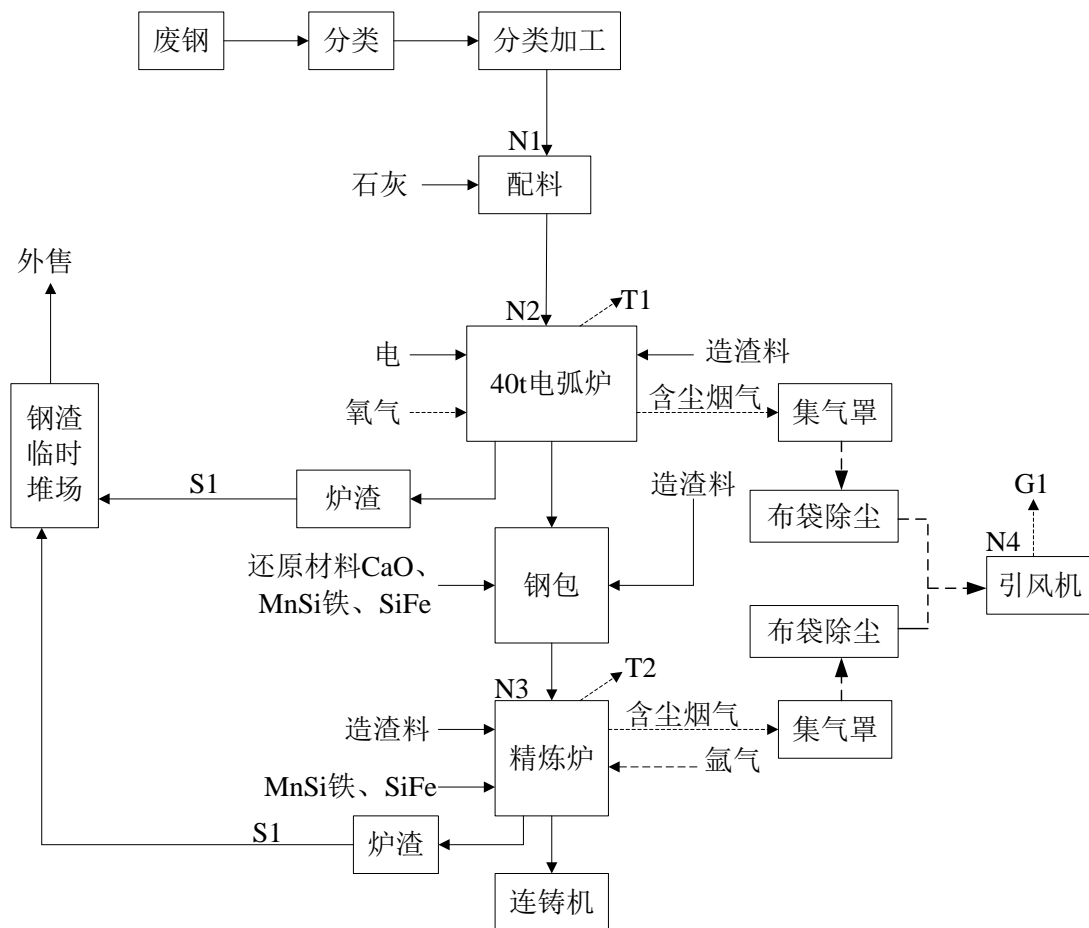 废钢
分类
分类加工
N1
石灰
配料
外售
N2
T1
电
造渣料
40t电弧炉
含尘烟气
集气罩
氧气
钢渣
临时
堆场
S1
炉渣
造渣料
布袋除尘
G1
N4
引风机
还原材料CaO、
MnSi铁、SiFe
钢包
布袋除尘
N3
T2
造渣料
含尘烟气
集气罩
精炼炉
氩气
MnSi铁、SiFe
S1
炉渣
连铸机